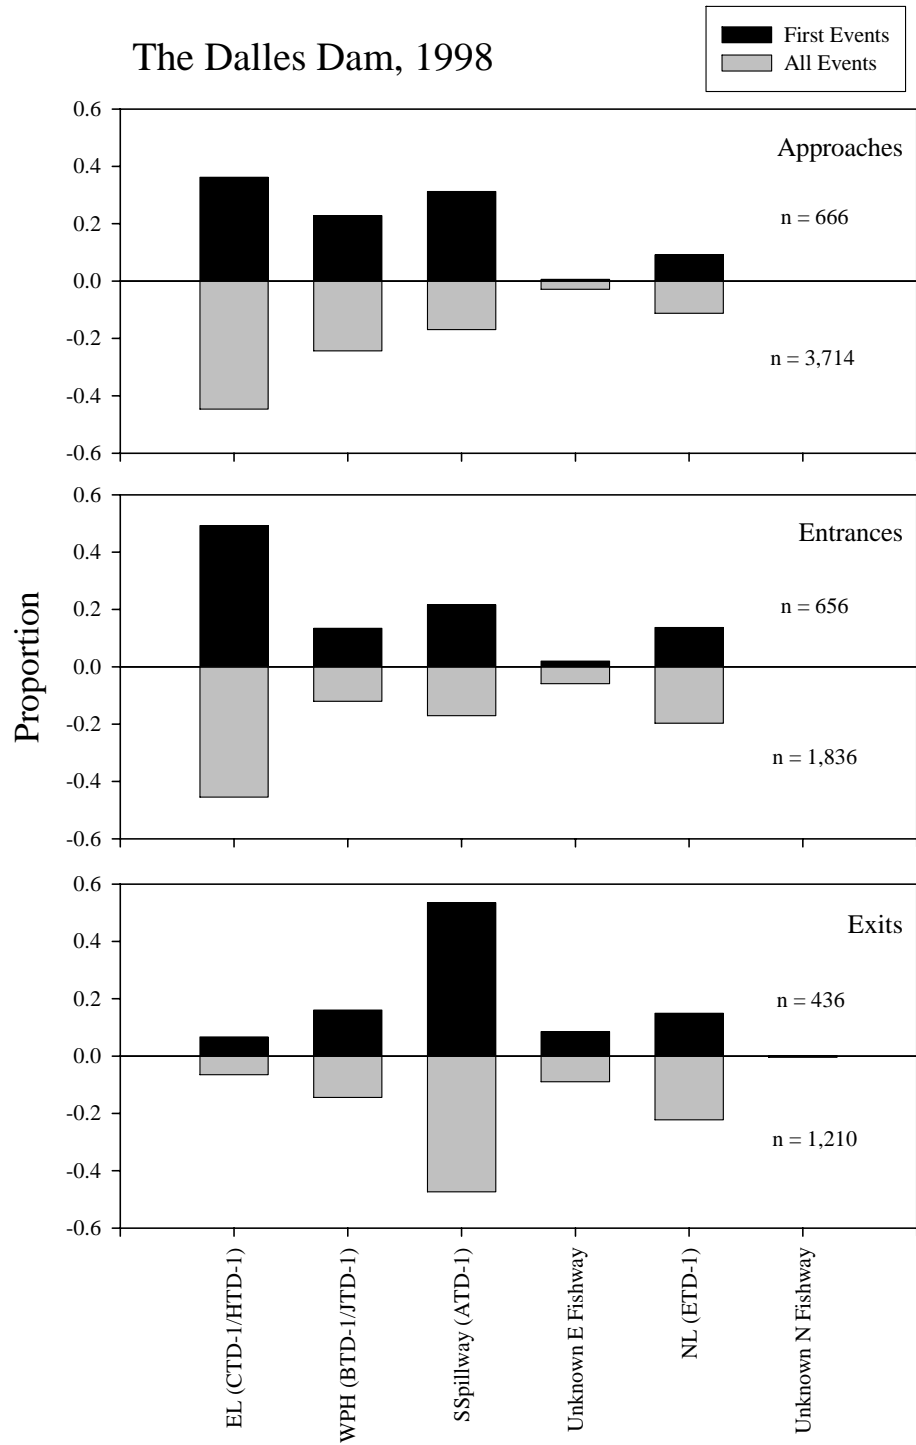 The Dalles Dam, 1998
First Events
All Events
Proportion
0.6
0.4
0.2
0.0
-0.2
-0.4
-0.6
Approaches
n = 666
n = 3,714
0.6
0.4
0.2
0.0
-0.2
-0.4
-0.6
Entrances
n = 656
n = 1,836
0.6
0.4
0.2
0.0
-0.2
-0.4
-0.6
Exits
n = 436
n = 1,210
EL (CTD-1/HTD-1)
WPH (BTD-1/JTD-1)
SSpillway (ATD-1)
Unknown E Fishway
NL (ETD-1)
Unknown N Fishway